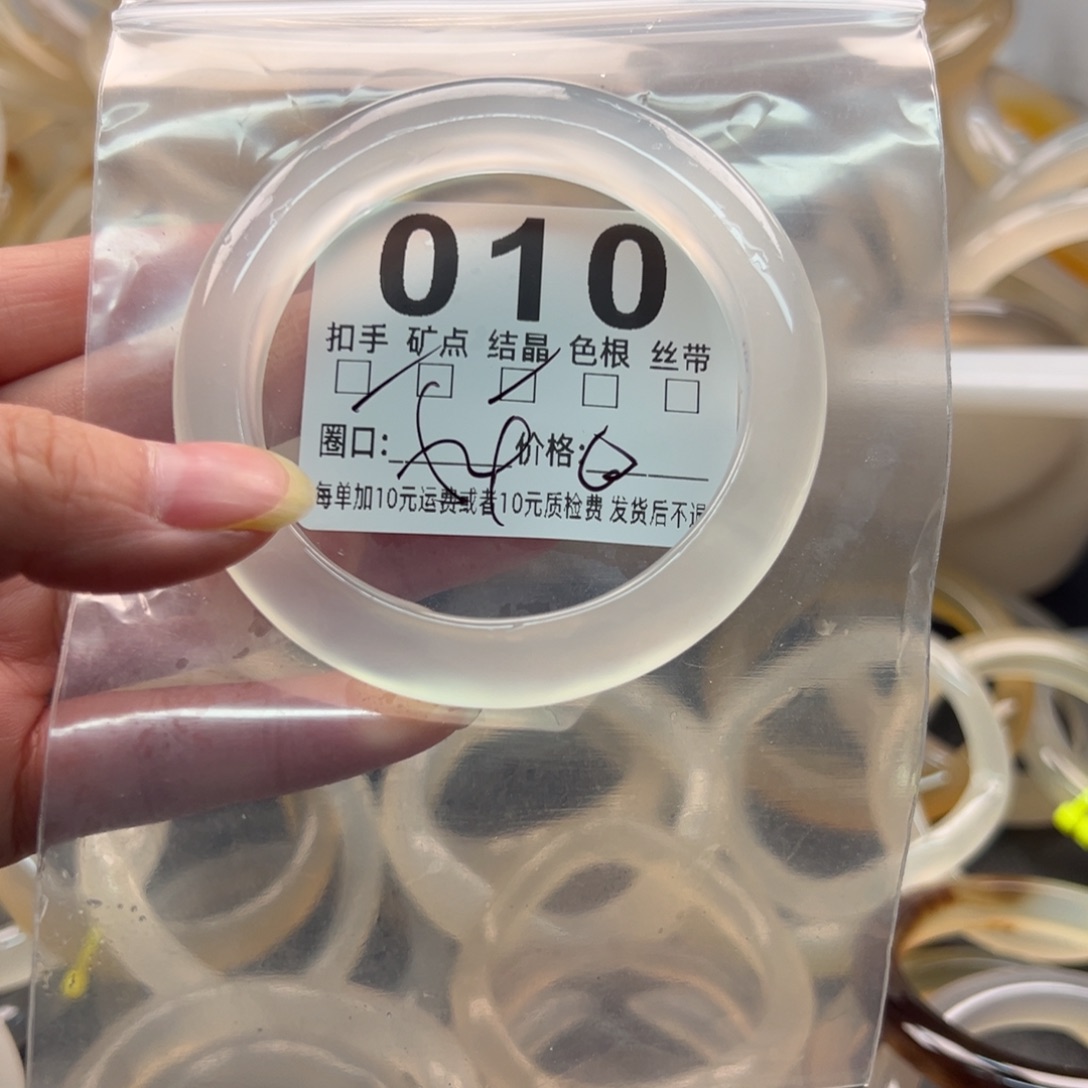 010
扣手 矿点 结晶 色根 丝带
圈口: 价格:
每单加10元运费或者10元质检费 发货后不退